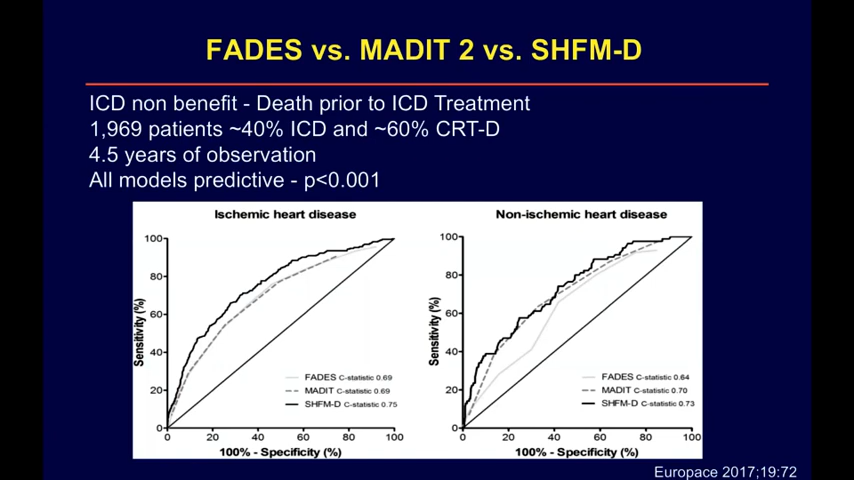 FADES vs. MADIT 2 vs. SHFM-D
ICD non benefit - Death prior to ICD Treatment
1,969 patients ~40% ICD and ~60% CRT-D
4.5 years of observation
All models predictive - p<0.001
Ischemic heart disease
100
80
60
40
20
0
Sensitivity (%)
FADES C-statistic 0.69
MADIT C-statistic 0.69
SHFM-D C-statistic 0.75
0 20 40 60 80 100
100% - Specificity (%)
Non-ischemic heart disease
100
80
60
40
20
0
Sensitivity (%)
FADES C-statistic 0.64
MADIT C-statistic 0.70
SHFM-D C-statistic 0.73
0 20 40 60 80 100
100% - Specificity (%)
Europace 2017;19:72